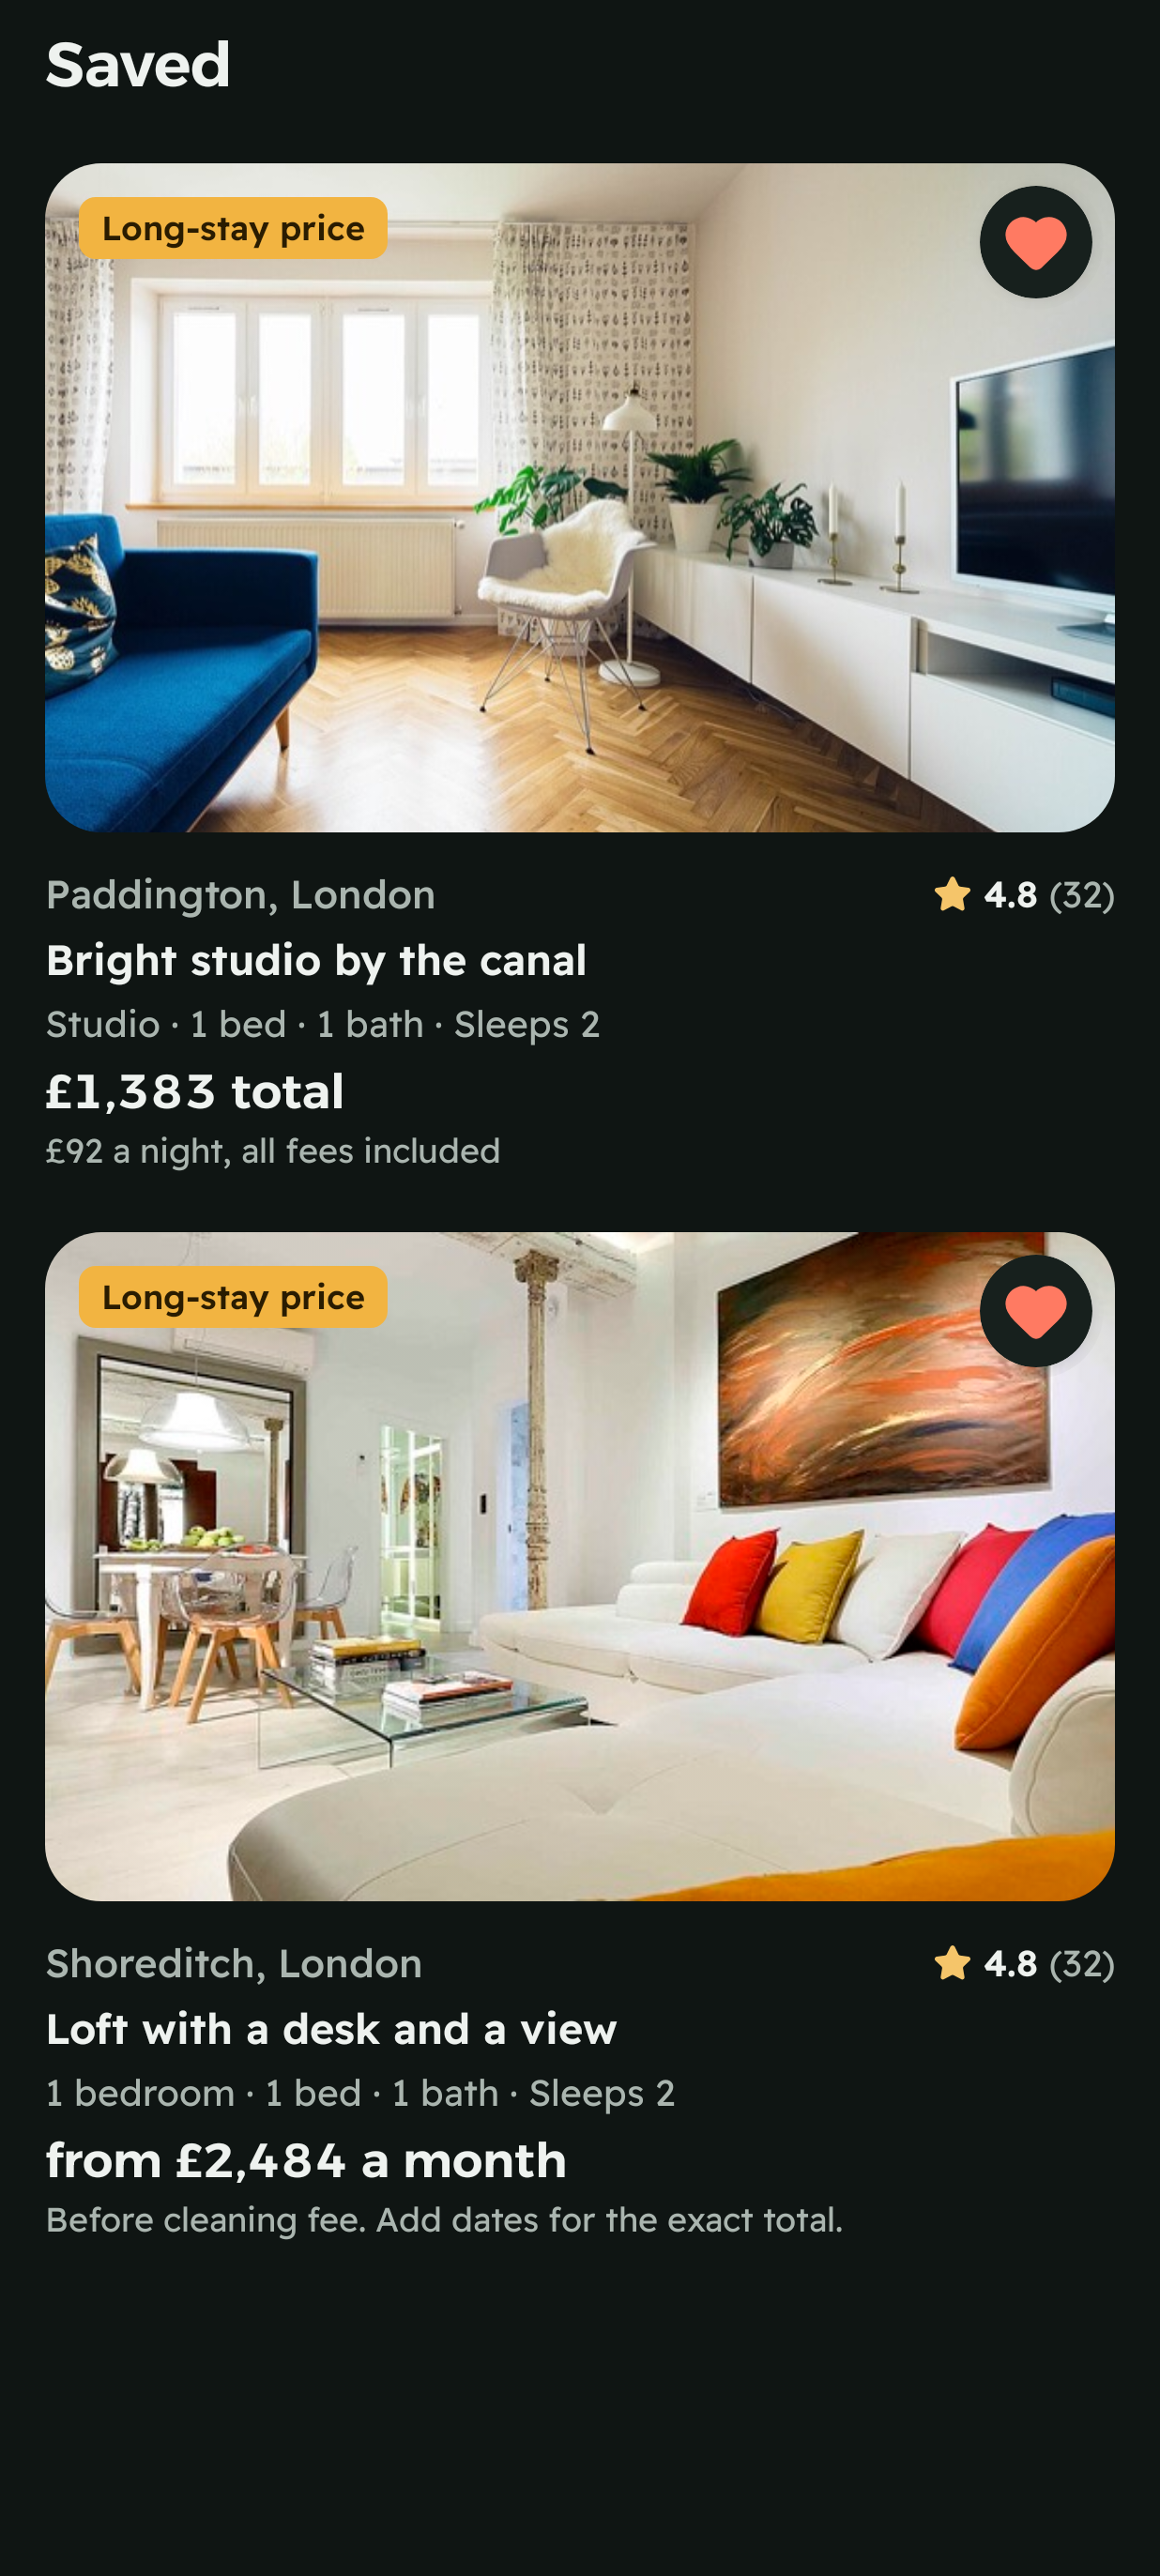 Saved
Long-stay price
Paddington, London
4.8 (32)
Bright studio by the canal
Studio · 1 bed · 1 bath · Sleeps 2
£1,383 total
£92 a night, all fees included
Long-stay price
Shoreditch, London
4.8 (32)
Loft with a desk and a view
1 bedroom · 1 bed · 1 bath · Sleeps 2
from £2,484 a month
Before cleaning fee. Add dates for the exact total.